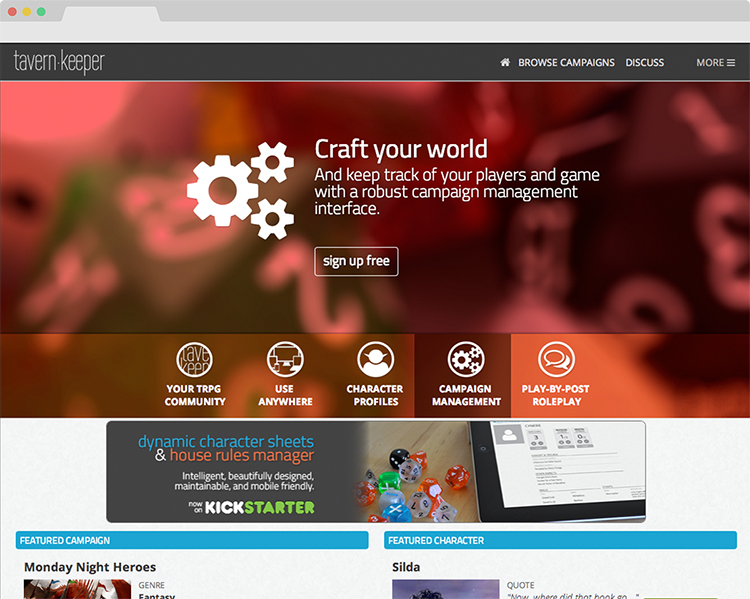 tavern·keeper
BROWSE CAMPAIGNS DISCUSS MORE
Craft your world
And keep track of your players and game
with a robust campaign management
interface.
sign up free
YOUR TRPG
COMMUNITY
USE
ANYWHERE
CHARACTER
PROFILES
CAMPAIGN
MANAGEMENT
PLAY-BY-POST
ROLEPLAY
dynamic character sheets
& house rules manager
Intelligent, beautifully designed,
maintainable, and mobile friendly.
now
on KICKSTARTER
FEATURED CAMPAIGN
FEATURED CHARACTER
Monday Night Heroes
GENRE
Fantasy
Silda
QUOTE
"Now, where did that book go..."